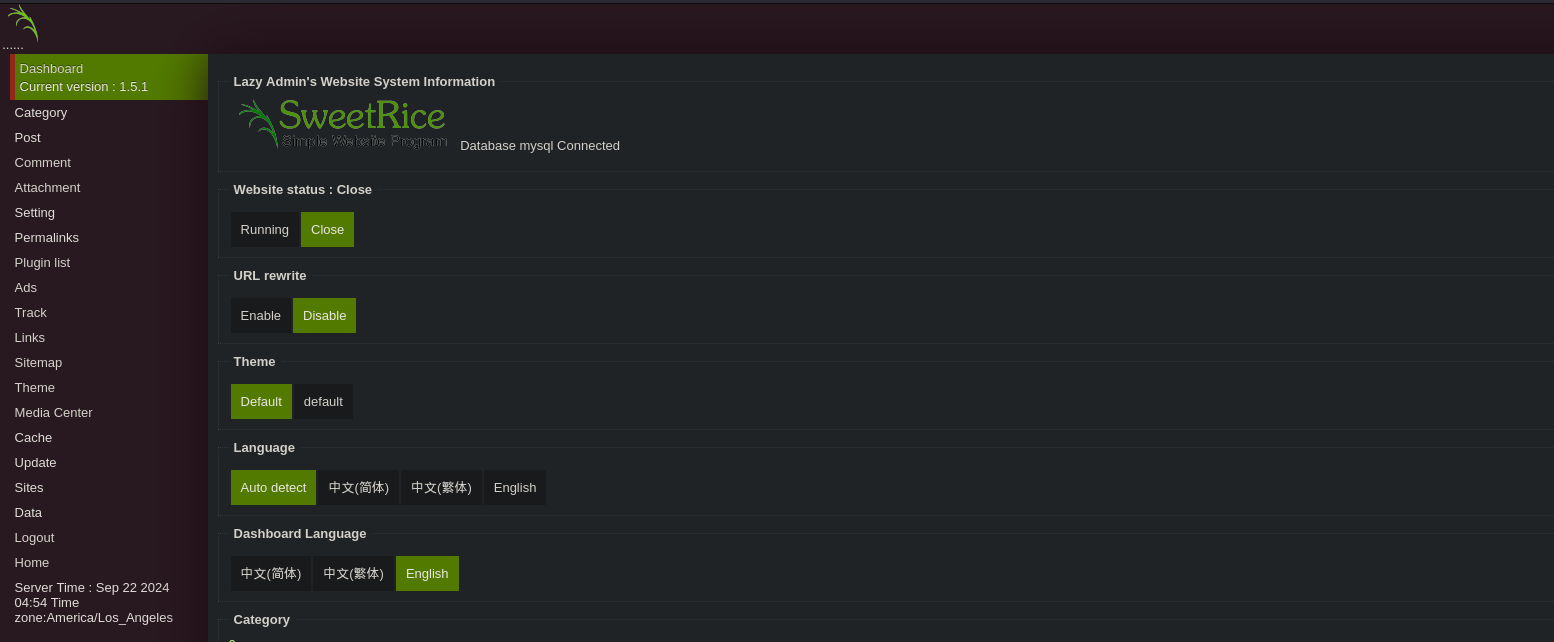 ......
Dashboard
Current version : 1.5.1
Category
Post
Comment
Attachment
Setting
Permalinks
Plugin list
Ads
Track
Links
Sitemap
Theme
Media Center
Cache
Update
Sites
Data
Logout
Home
Server Time : Sep 22 2024
04:54 Time
zone:America/Los_Angeles
Lazy Admin's Website System Information
SweetRice
Simple Website Program
Database mysql Connected
Website status : Close
Running Close
URL rewrite
Enable Disable
Theme
Default default
Language
Auto detect 中文(简体) 中文(繁体) English
Dashboard Language
中文(简体) 中文(繁体) English
Category